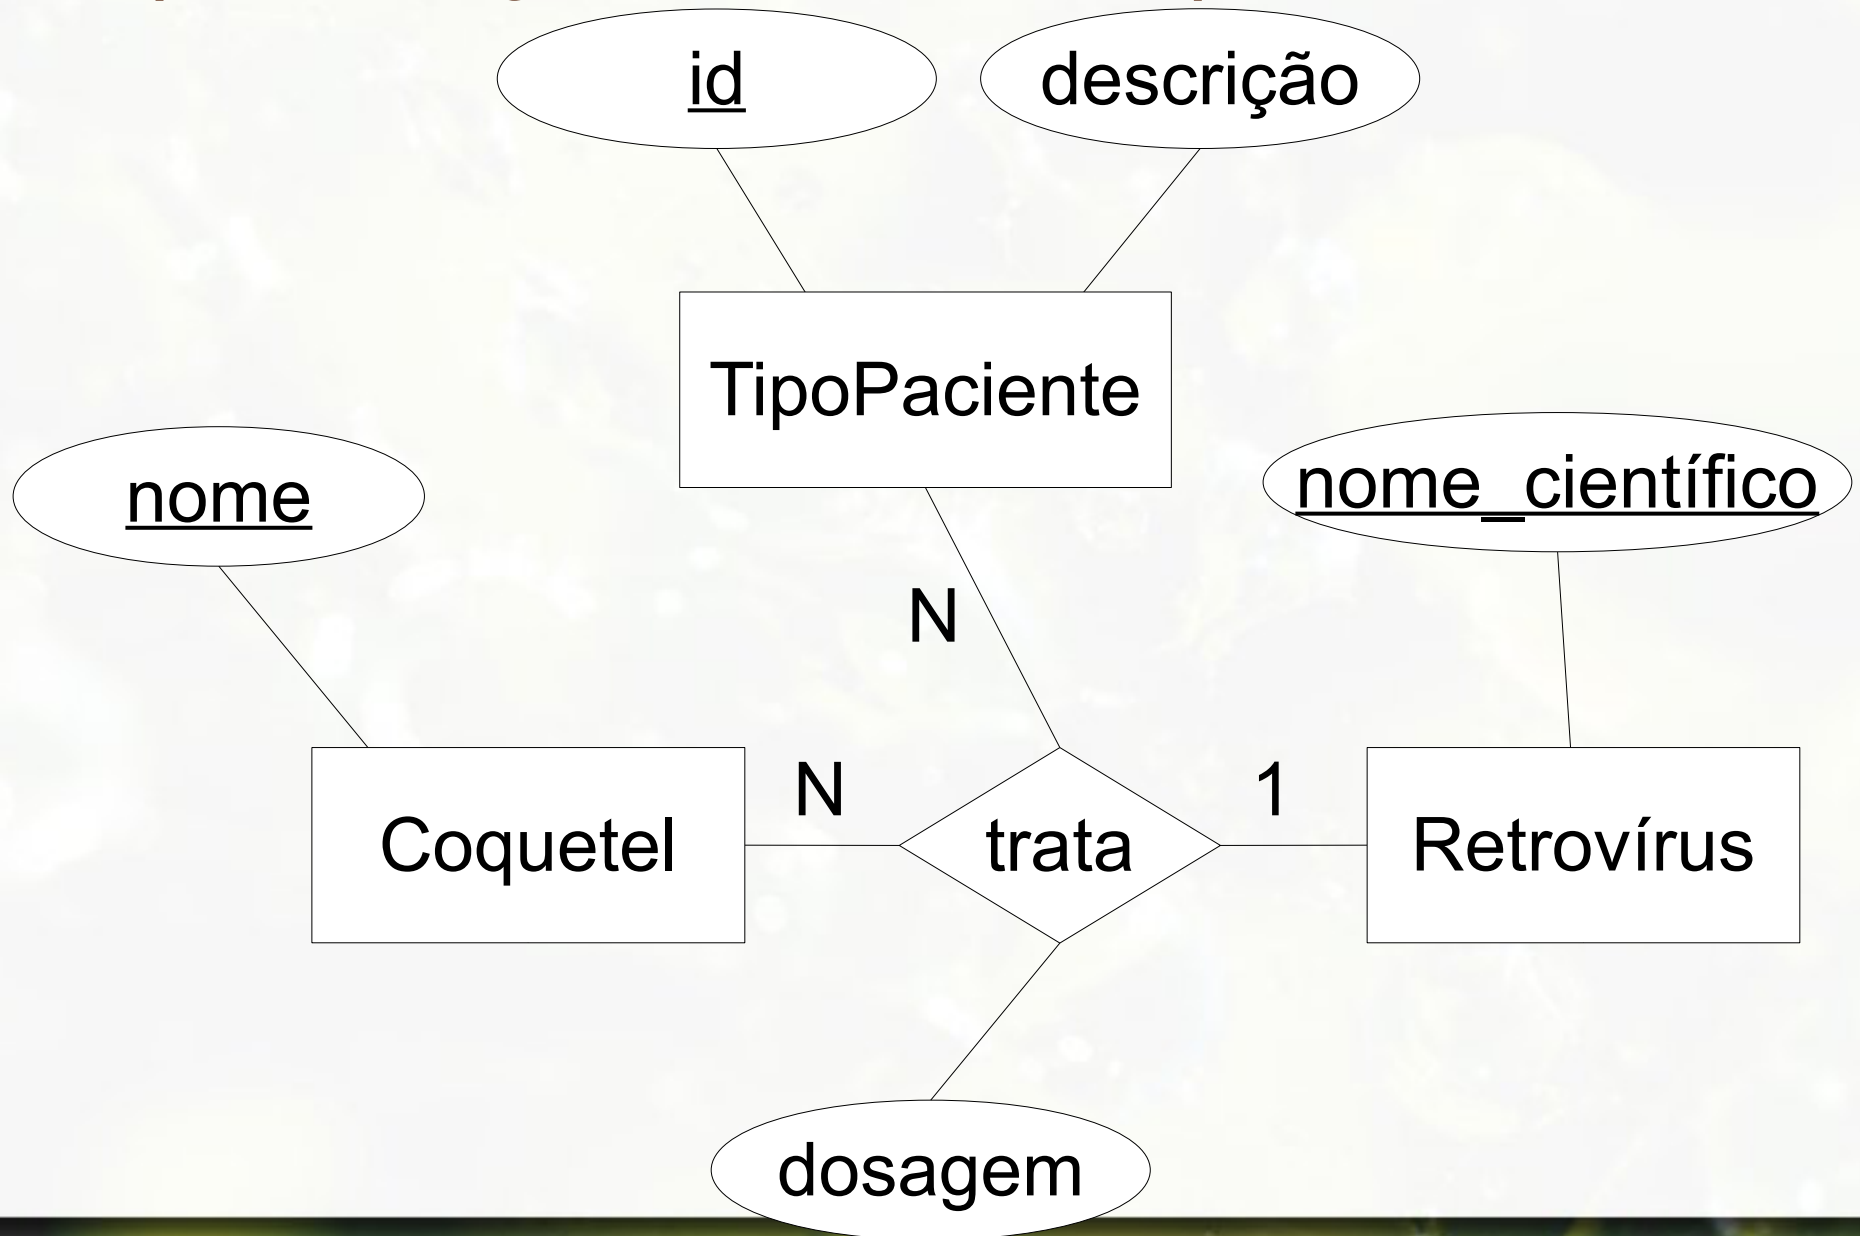 id
descrição
TipoPaciente
nome
nome_científico
N
N
1
Coquetel
trata
Retrovírus
dosagem